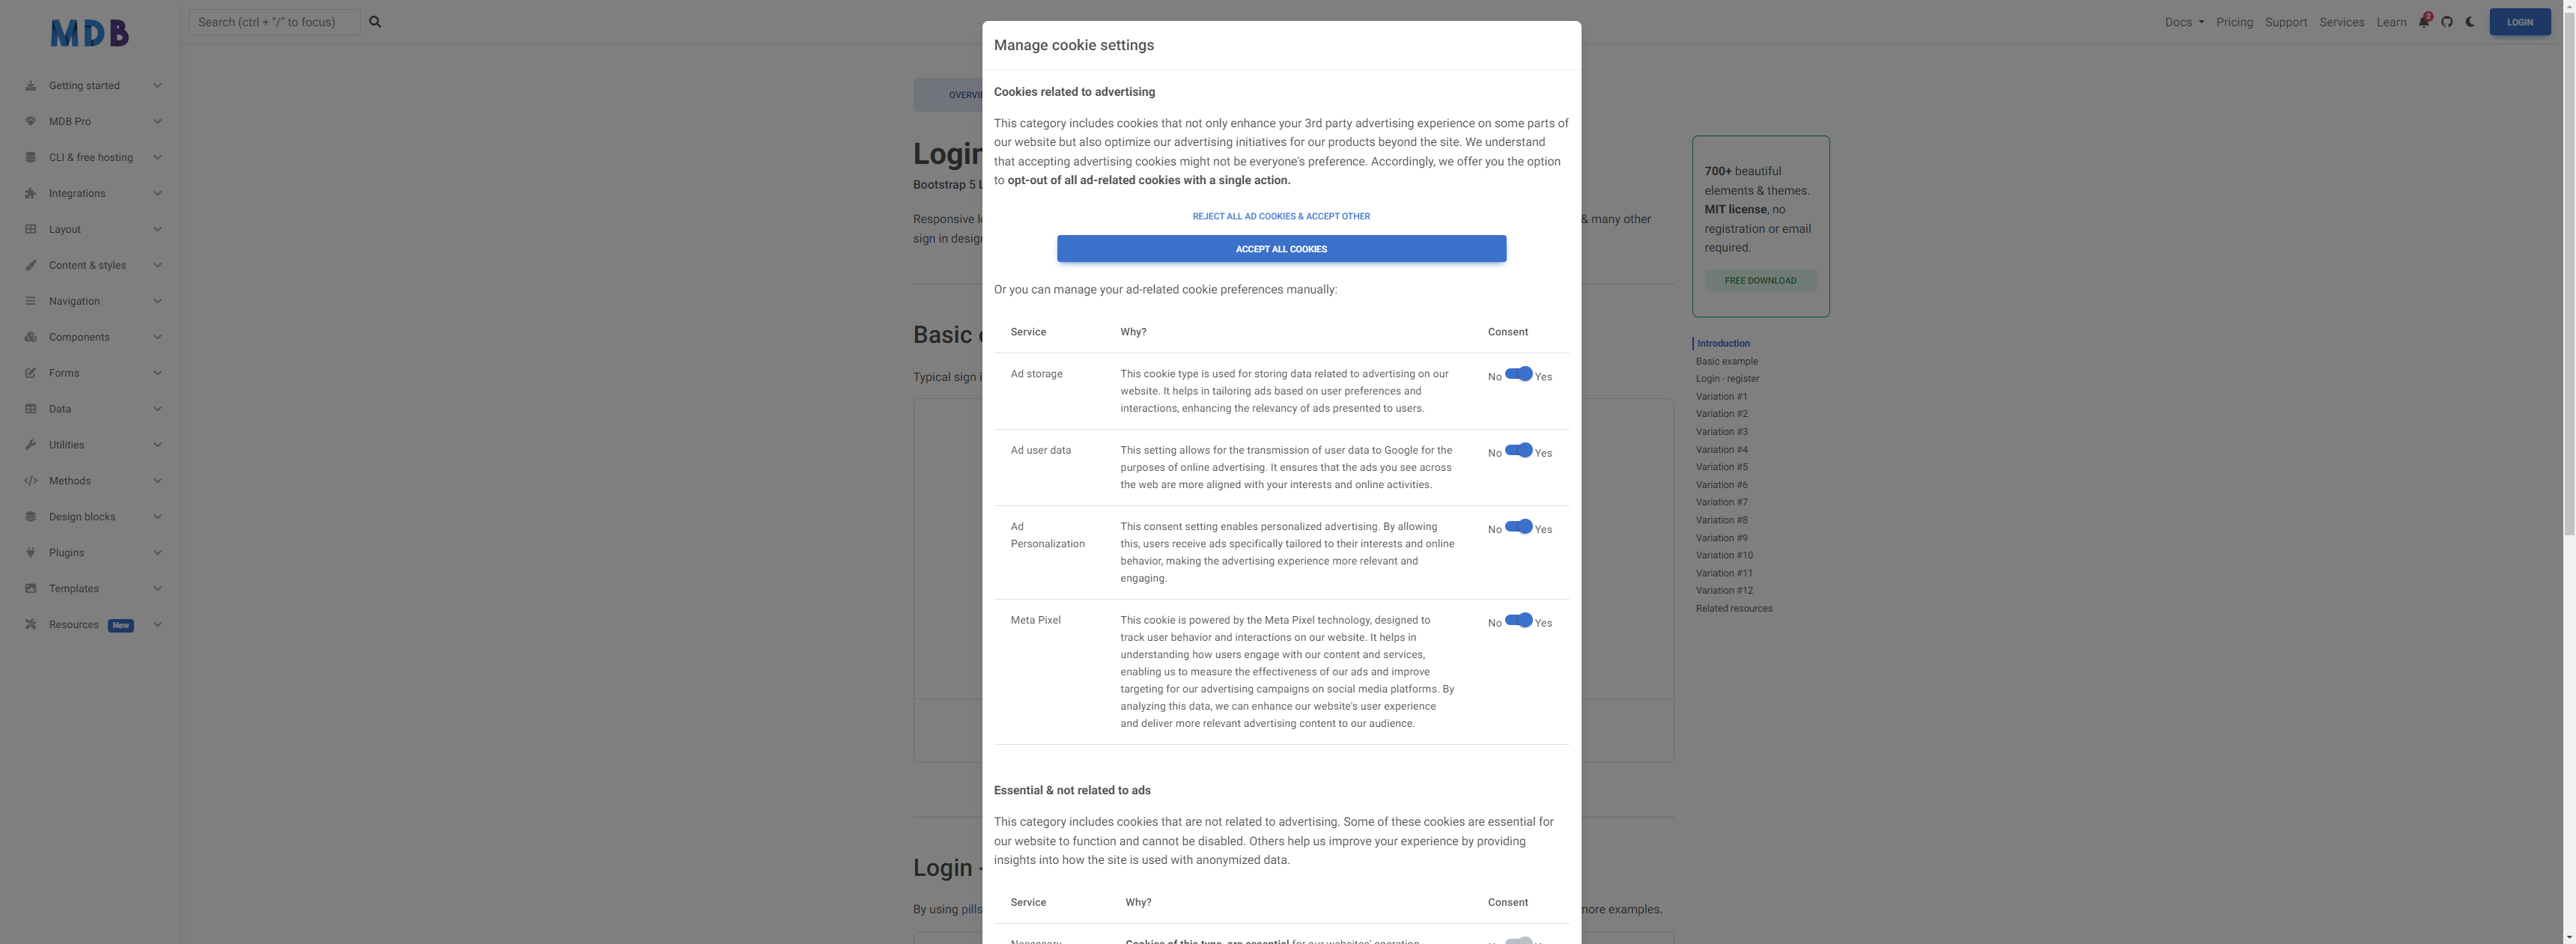 MDB
Search (ctrl + "/" to focus)
Docs
Pricing
Support
Services
Learn
2
LOGIN
Getting started
MDB Pro
CLI & free hosting
Integrations
Layout
Content & styles
Navigation
Components
Forms
Data
Utilities
Methods
Design blocks
Plugins
Templates
Resources New
OVERVI
Login
Bootstrap 5 L
Responsive l
& many other
sign in desig
Basic
Typical sign i
Login -
By using pills
more examples.
Manage cookie settings
Cookies related to advertising
This category includes cookies that not only enhance your 3rd party advertising experience on some parts of
our website but also optimize our advertising initiatives for our products beyond the site. We understand
that accepting advertising cookies might not be everyone's preference. Accordingly, we offer you the option
to opt-out of all ad-related cookies with a single action.
REJECT ALL AD COOKIES & ACCEPT OTHER
ACCEPT ALL COOKIES
Or you can manage your ad-related cookie preferences manually:
Service Why? Consent
Ad storage
This cookie type is used for storing data related to advertising on our
website. It helps in tailoring ads based on user preferences and
interactions, enhancing the relevancy of ads presented to users.
No Yes
Ad user data
This setting allows for the transmission of user data to Google for the
purposes of online advertising. It ensures that the ads you see across
the web are more aligned with your interests and online activities.
No Yes
Ad
Personalization
This consent setting enables personalized advertising. By allowing
this, users receive ads specifically tailored to their interests and online
behavior, making the advertising experience more relevant and
engaging.
No Yes
Meta Pixel
This cookie is powered by the Meta Pixel technology, designed to
track user behavior and interactions on our website. It helps in
understanding how users engage with our content and services,
enabling us to measure the effectiveness of our ads and improve
targeting for our advertising campaigns on social media platforms. By
analyzing this data, we can enhance our website's user experience
and deliver more relevant advertising content to our audience.
No Yes
Essential & not related to ads
This category includes cookies that are not related to advertising. Some of these cookies are essential for
our website to function and cannot be disabled. Others help us improve your experience by providing
insights into how the site is used with anonymized data.
Service Why? Consent
Necessary
Cookies of this type, are essential for our websites' operation
700+ beautiful
elements & themes.
MIT license, no
registration or email
required.
FREE DOWNLOAD
Introduction
Basic example
Login - register
Variation #1
Variation #2
Variation #3
Variation #4
Variation #5
Variation #6
Variation #7
Variation #8
Variation #9
Variation #10
Variation #11
Variation #12
Related resources